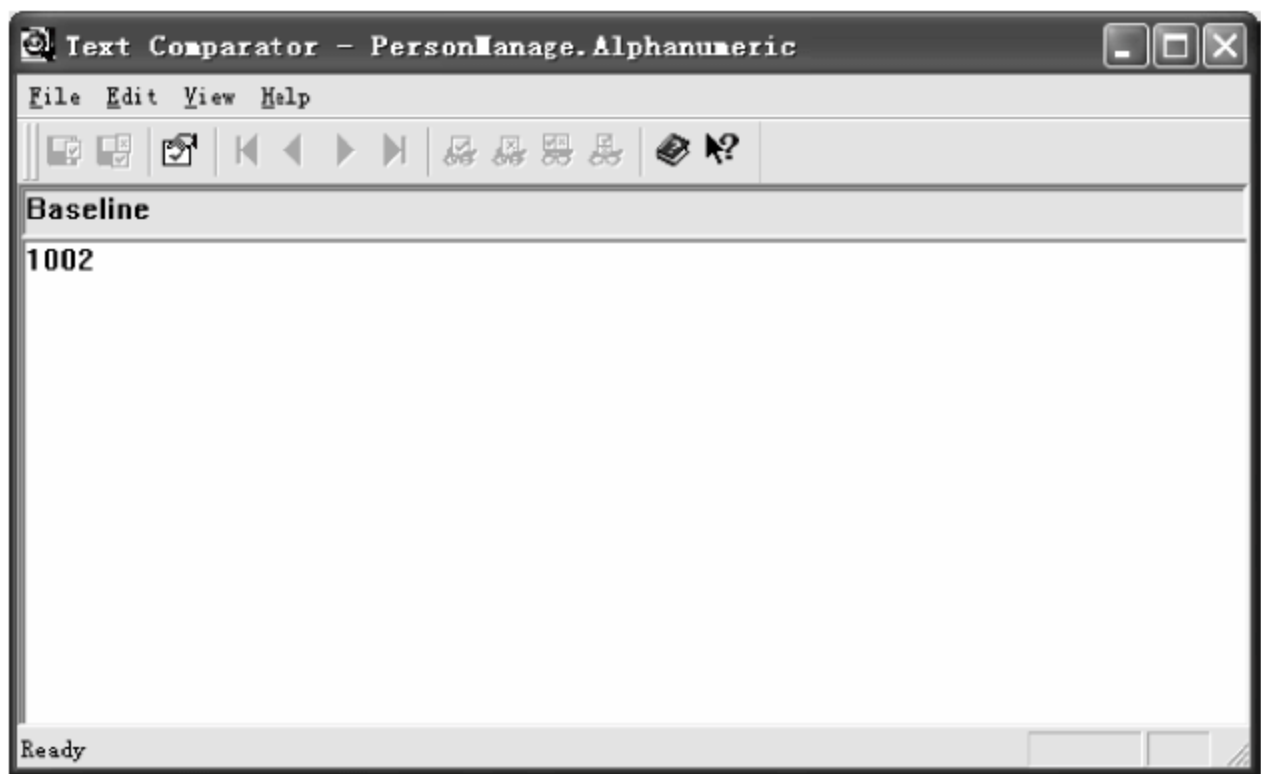 Text Comparator - PersonManage.Alphanumeric
File Edit View Help
Baseline
1002
Ready